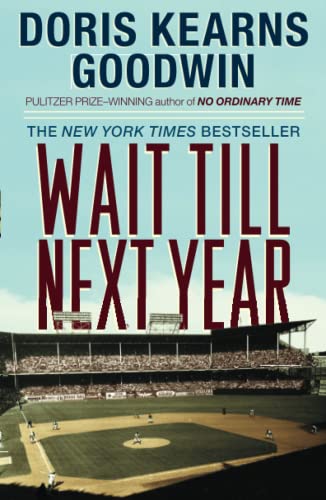 DORIS KEARNS
GOODWIN
PULITZER PRIZE–WINNING author of NO ORDINARY TIME
THE NEW YORK TIMES BESTSELLER
WAIT TILL
NEXT YEAR